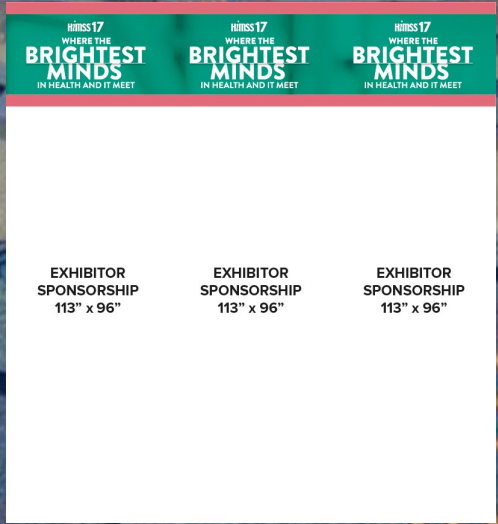 HIMSS17 HIMSS17 HIMSS17
WHERE THE WHERE THE WHERE THE
BRIGHTEST BRIGHTEST BRIGHTEST
MINDS MINDS MINDS
IN HEALTH AND IT MEET IN HEALTH AND IT MEET IN HEALTH AND IT MEET
EXHIBITOR EXHIBITOR EXHIBITOR
SPONSORSHIP SPONSORSHIP SPONSORSHIP
113” x 96” 113” x 96” 113” x 96”